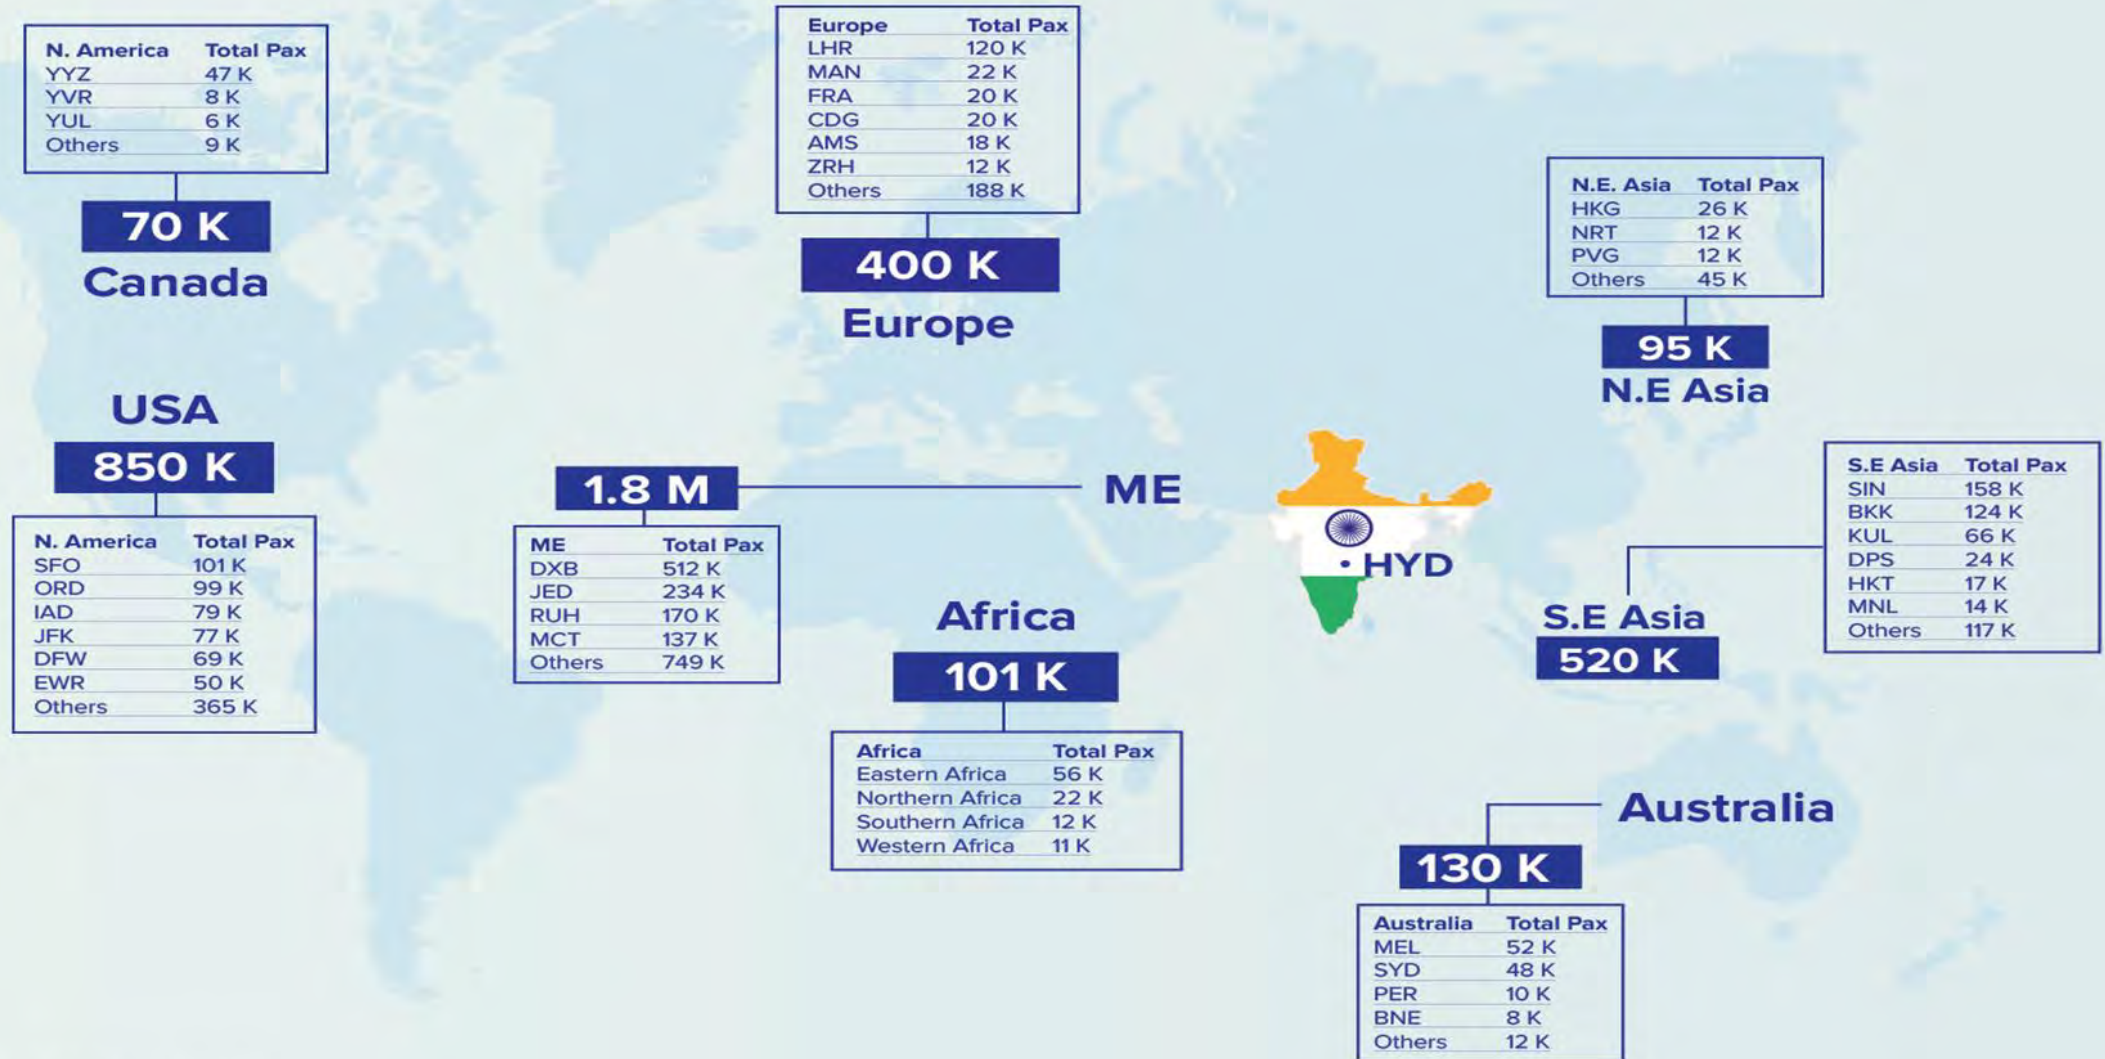 N. America Total Pax
YYZ 47 K
YVR 8 K
YUL 6 K
Others 9 K
70 K
Canada
Europe Total Pax
LHR 120 K
MAN 22 K
FRA 20 K
CDG 20 K
AMS 18 K
ZRH 12 K
Others 188 K
400 K
Europe
N.E. Asia Total Pax
HKG 26 K
NRT 12 K
PVG 12 K
Others 45 K
95 K
N.E Asia
USA
850 K
N. America Total Pax
SFO 101 K
ORD 99 K
IAD 79 K
JFK 77 K
DFW 69 K
EWR 50 K
Others 365 K
1.8 M
ME
ME Total Pax
DXB 512 K
JED 234 K
RUH 170 K
MCT 137 K
Others 749 K
HYD
Africa
101 K
Africa Total Pax
Eastern Africa 56 K
Northern Africa 22 K
Southern Africa 12 K
Western Africa 11 K
S.E Asia Total Pax
SIN 158 K
BKK 124 K
KUL 66 K
DPS 24 K
HKT 17 K
MNL 14 K
Others 117 K
S.E Asia
520 K
Australia
130 K
Australia Total Pax
MEL 52 K
SYD 48 K
PER 10 K
BNE 8 K
Others 12 K